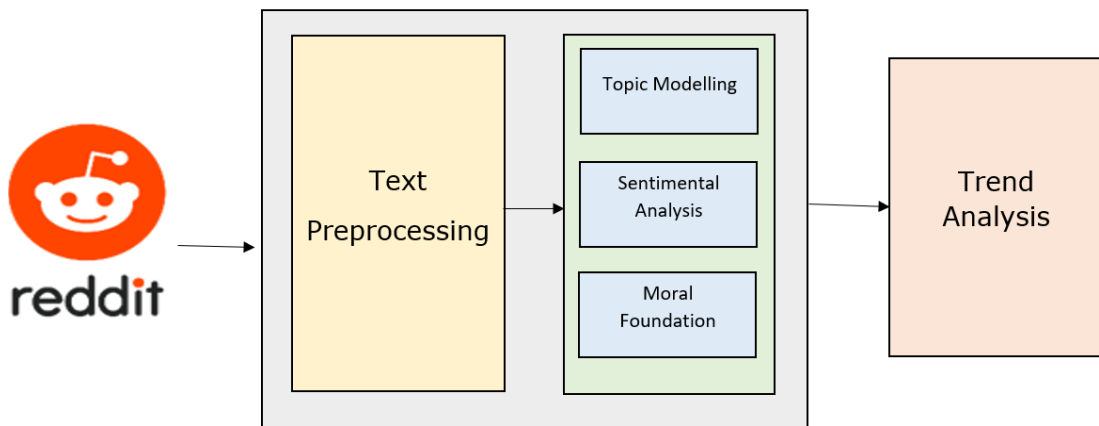 reddit
Text
Preprocessing
Topic Modelling
Sentimental
Analysis
Moral
Foundation
Trend
Analysis